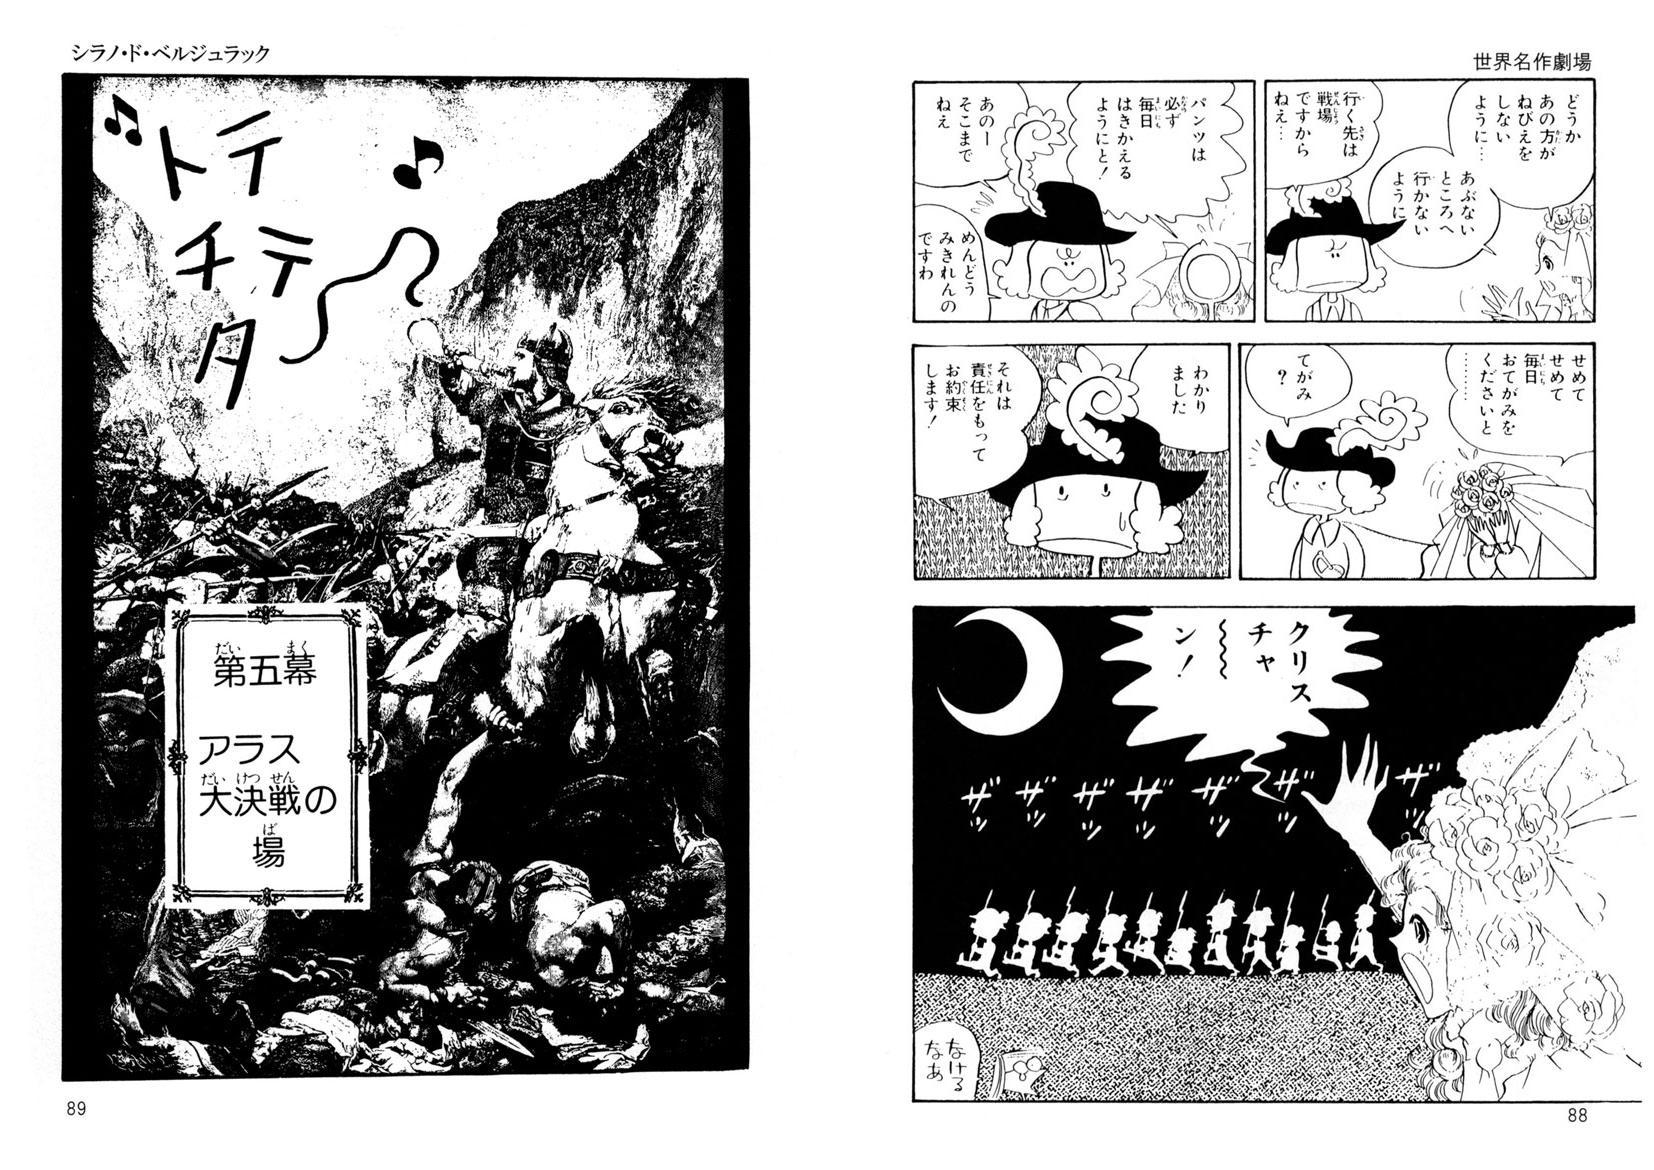 世界名作劇場
どうか
あの方が
ねびえを
しない
ように…
あぶない
ところへ
行かない
ように
行く先は
戦場
ですから
ねえ…
パンツは
必ず
毎日
はきかえる
ようにと!
あのー
そこまで
ねえ
めんどう
みきれんの
ですわ
せめて
せめて
毎日
おてがみを
くださいと
………
てがみ
?
わかり
ました
それは
責任をもって
お約束
します!
クリス
チャ
〜〜〜
ン!
ザッ ザッ ザッ ザッ ザッ ザッ ザッ
なける
なあ
88
シラノ・ド・ベルジュラック
♫トテ
チテ
タ〜
♪
第五幕
アラス
大決戦の
場
89